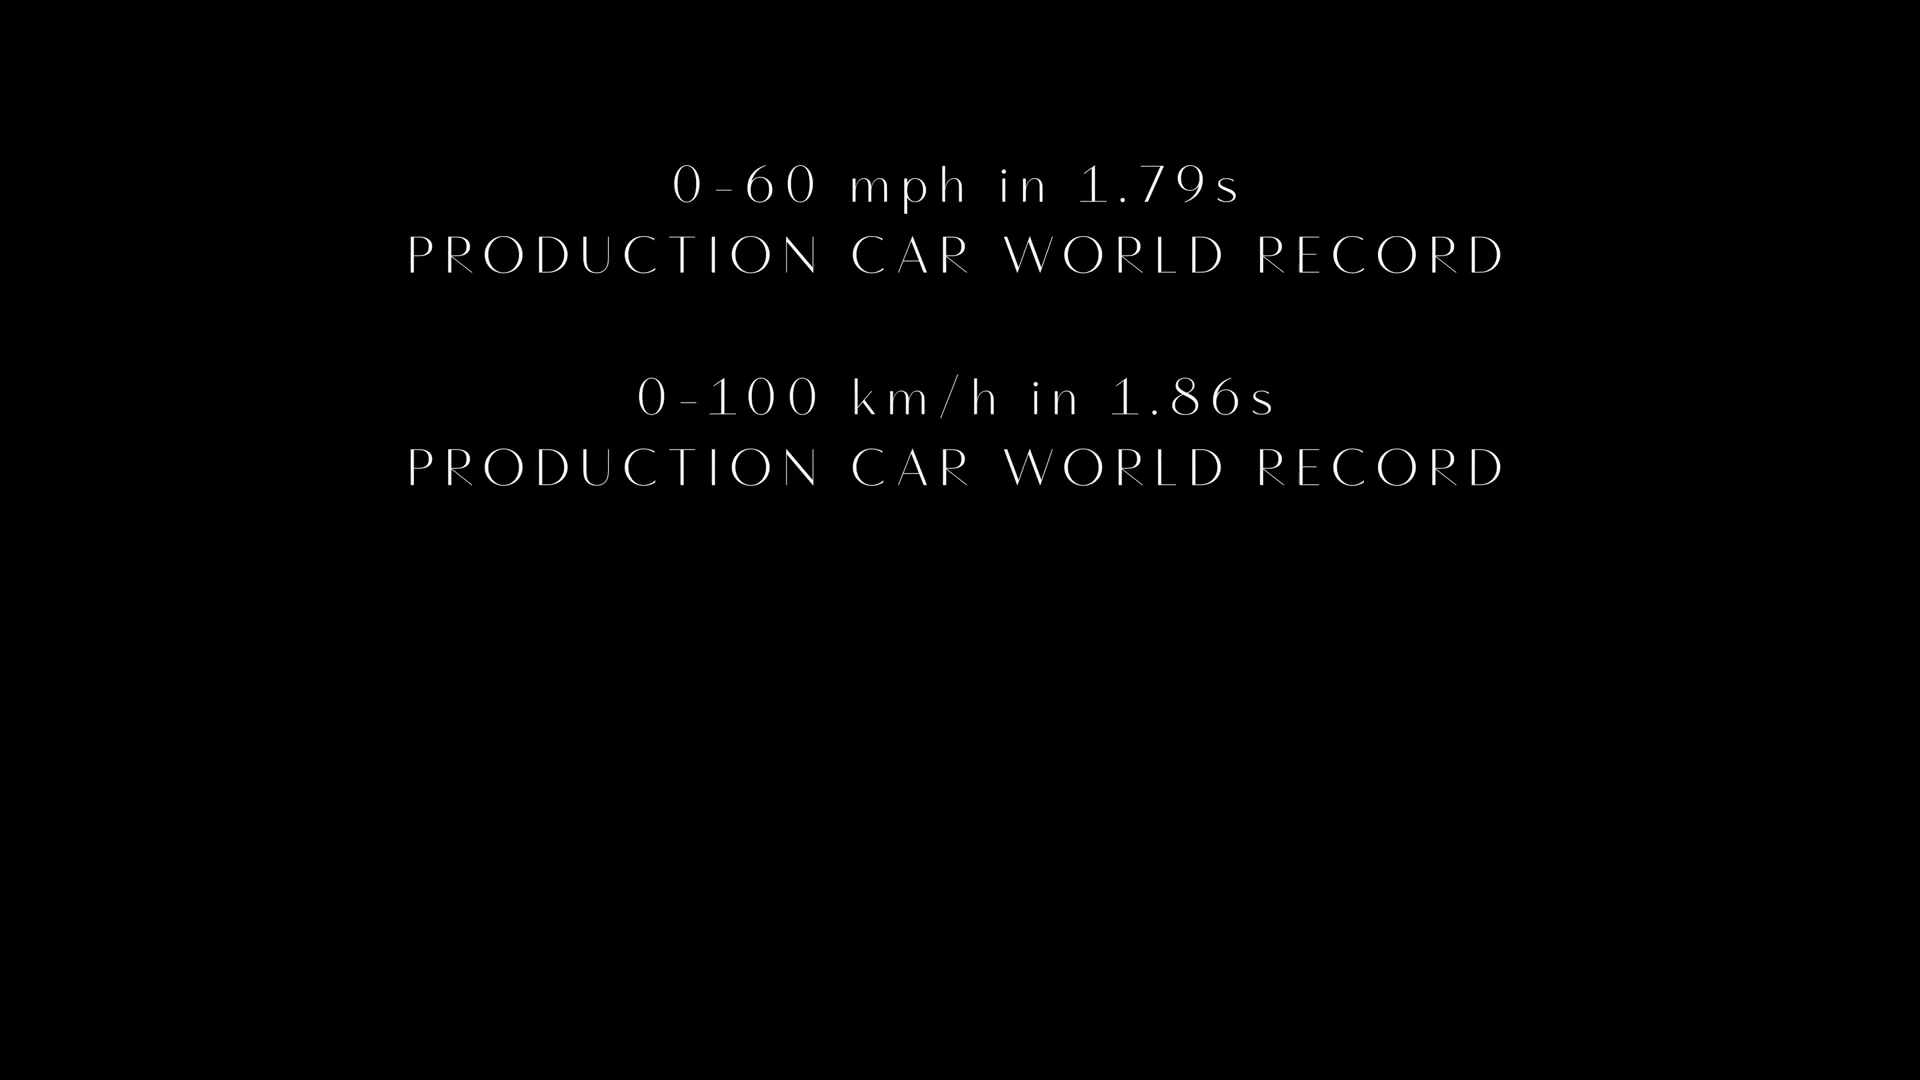 0-60 mph in 1.79s
PRODUCTION CAR WORLD RECORD
0-100 km/h in 1.86s
PRODUCTION CAR WORLD RECORD